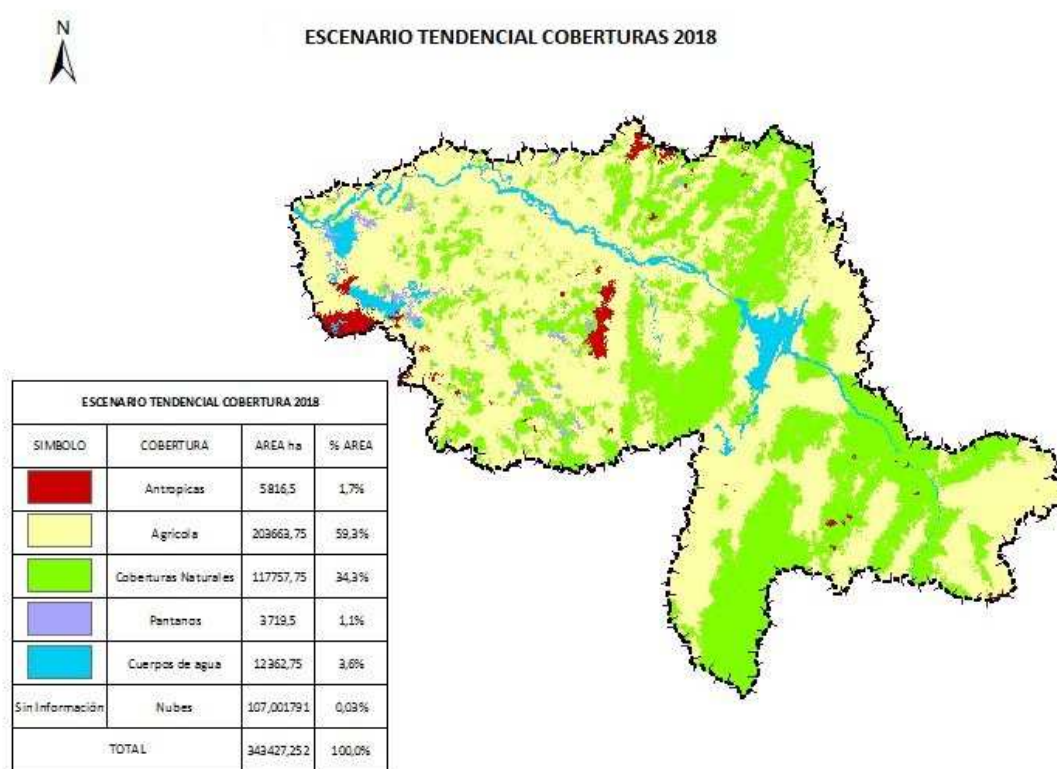 N
ESCENARIO TENDENCIAL COBERTURAS 2018
ESCENARIO TENDENCIAL COBERTURA 2018
SIMBOLO COBERTURA AREA ha % AREA
Antropicas 5816,5 1,7%
Agricola 203663,75 59,3%
Coberturas Naturales 117757,75 34,3%
Pantanos 3719,5 1,1%
Cuerpos de agua 12362,75 3,6%
Sin Información Nubes 107,001791 0,03%
TOTAL 343427,252 100,0%